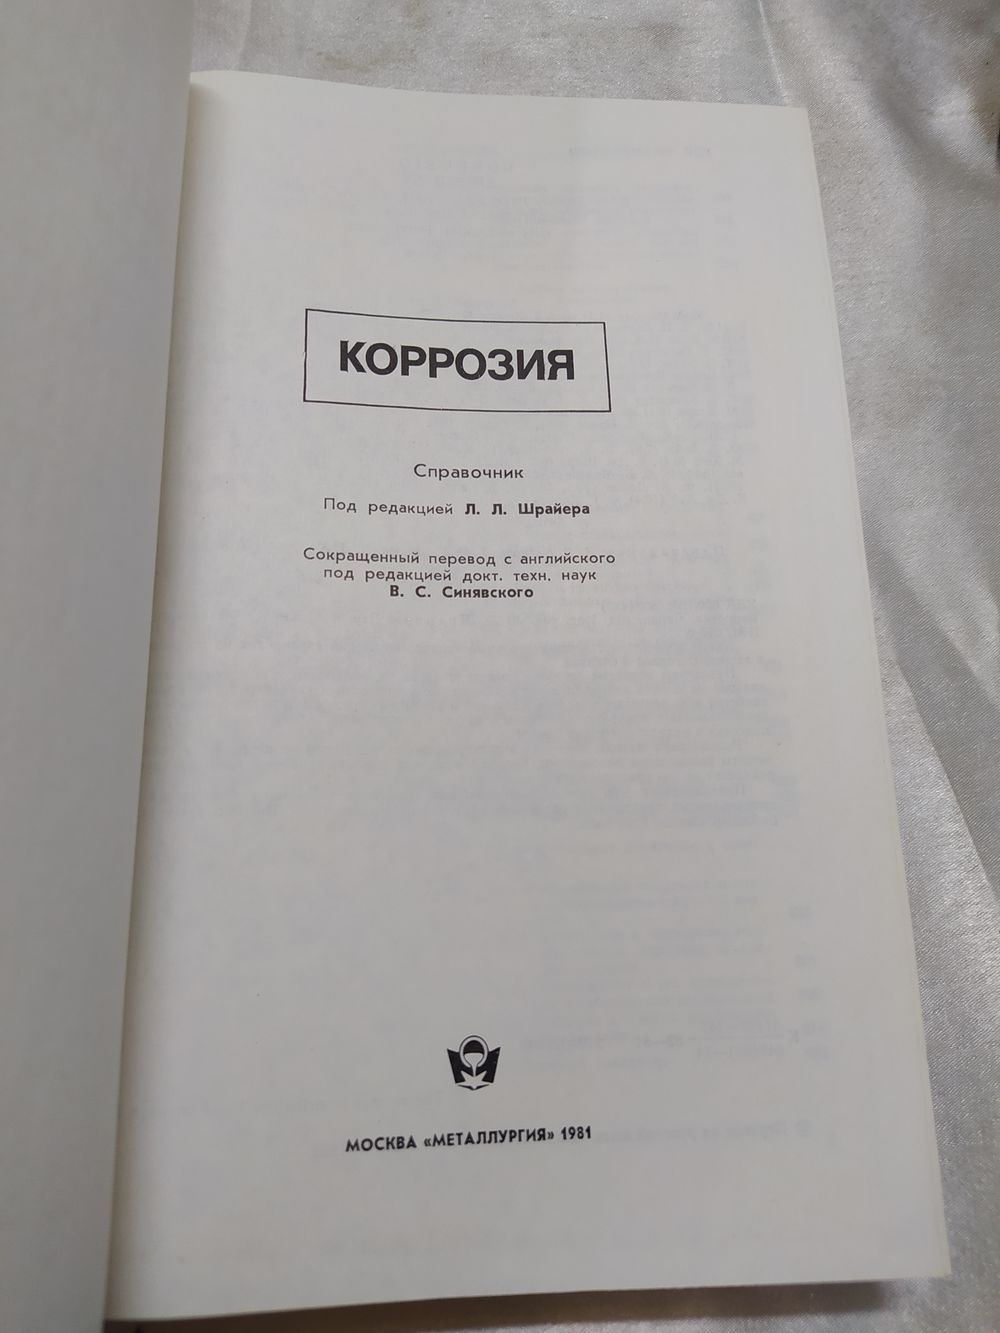 КОРРОЗИЯ
Справочник
Под редакцией Л. Л. Шрайера
Сокращенный перевод с английского
под редакцией докт. техн. наук
В. С. Синявского
МОСКВА «МЕТАЛЛУРГИЯ» 1981